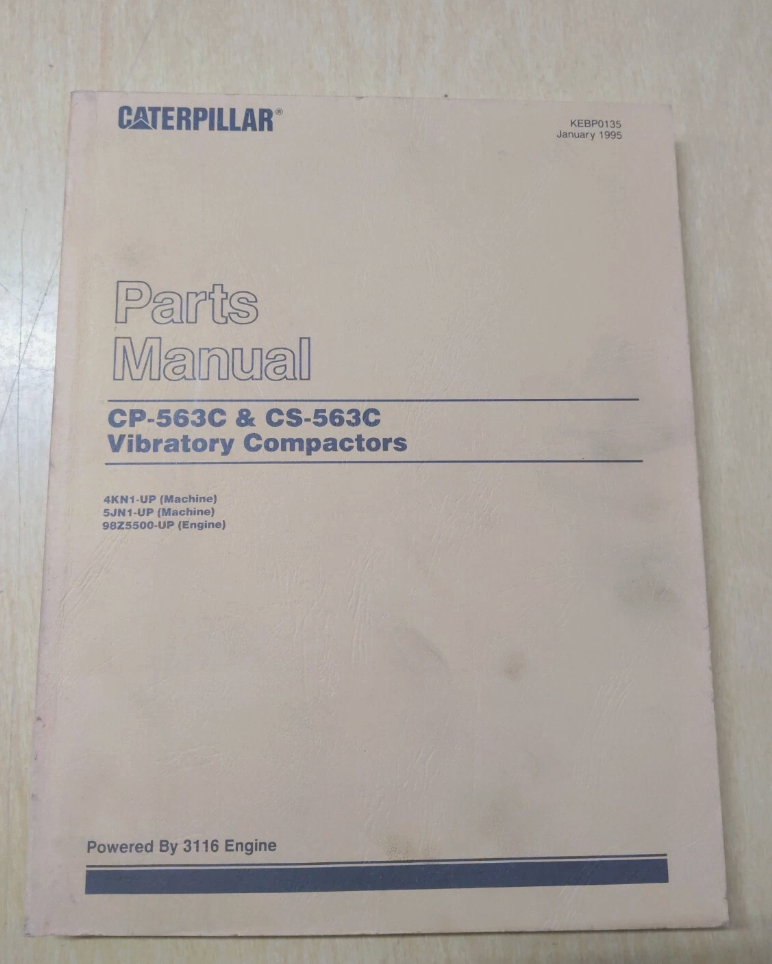 CATERPILLAR®
KEBP0135
January 1995
Parts
Manual
CP-563C & CS-563C
Vibratory Compactors
4KN1-UP (Machine)
5JN1-UP (Machine)
98Z5500-UP (Engine)
Powered By 3116 Engine